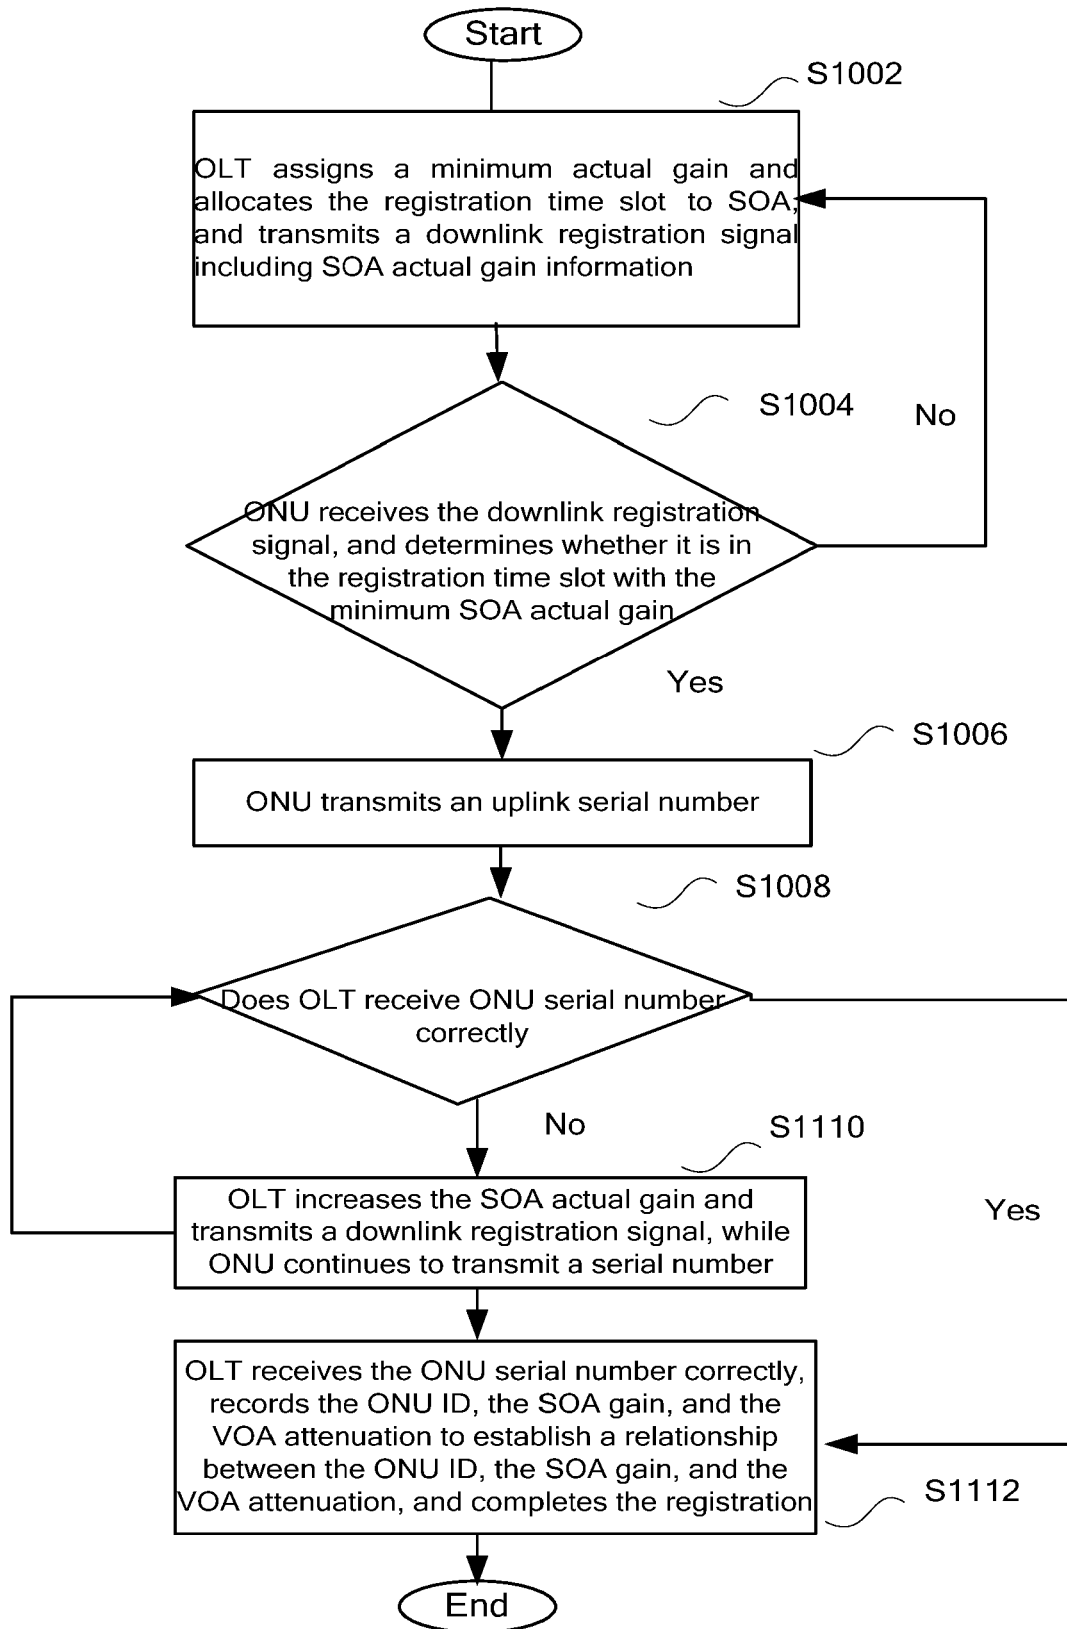 Start
S1002
OLT assigns a minimum actual gain and
allocates the registration time slot to SOA,
and transmits a downlink registration signal
including SOA actual gain information
S1004
No
ONU receives the downlink registration
signal, and determines whether it is in
the registration time slot with the
minimum SOA actual gain
Yes
S1006
ONU transmits an uplink serial number
S1008
Does OLT receive ONU serial number
correctly
No
S1110
OLT increases the SOA actual gain and
transmits a downlink registration signal, while
ONU continues to transmit a serial number
Yes
OLT receives the ONU serial number correctly,
records the ONU ID, the SOA gain, and the
VOA attenuation to establish a relationship
between the ONU ID, the SOA gain, and the
VOA attenuation, and completes the registration
S1112
End